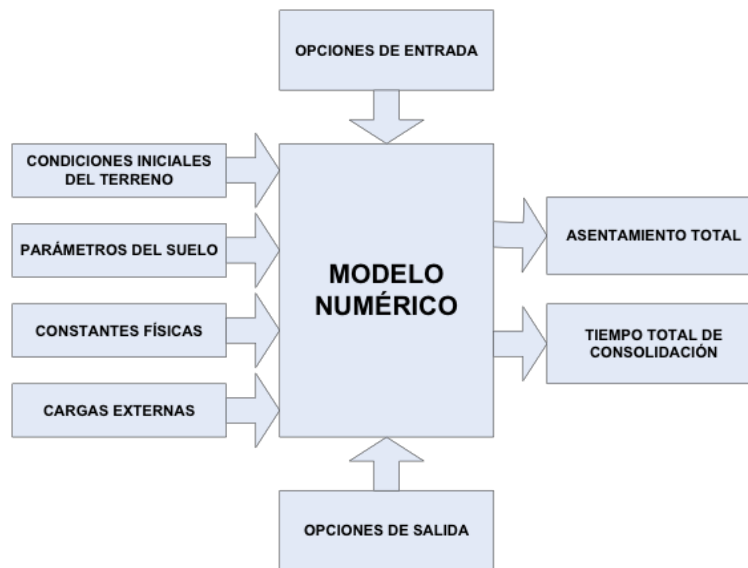 OPCIONES DE ENTRADA
CONDICIONES INICIALES
DEL TERRENO
PARÁMETROS DEL SUELO
CONSTANTES FÍSICAS
CARGAS EXTERNAS
MODELO
NUMÉRICO
ASENTAMIENTO TOTAL
TIEMPO TOTAL DE
CONSOLIDACIÓN
OPCIONES DE SALIDA